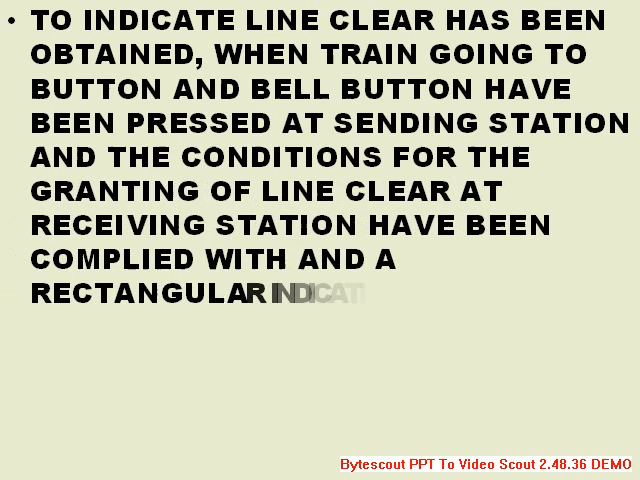 • TO INDICATE LINE CLEAR HAS BEEN
OBTAINED, WHEN TRAIN GOING TO
BUTTON AND BELL BUTTON HAVE
BEEN PRESSED AT SENDING STATION
AND THE CONDITIONS FOR THE
GRANTING OF LINE CLEAR AT
RECEIVING STATION HAVE BEEN
COMPLIED WITH AND A
RECTANGULAR INDICATI
Bytescout PPT To Video Scout 2.48.36 DEMO